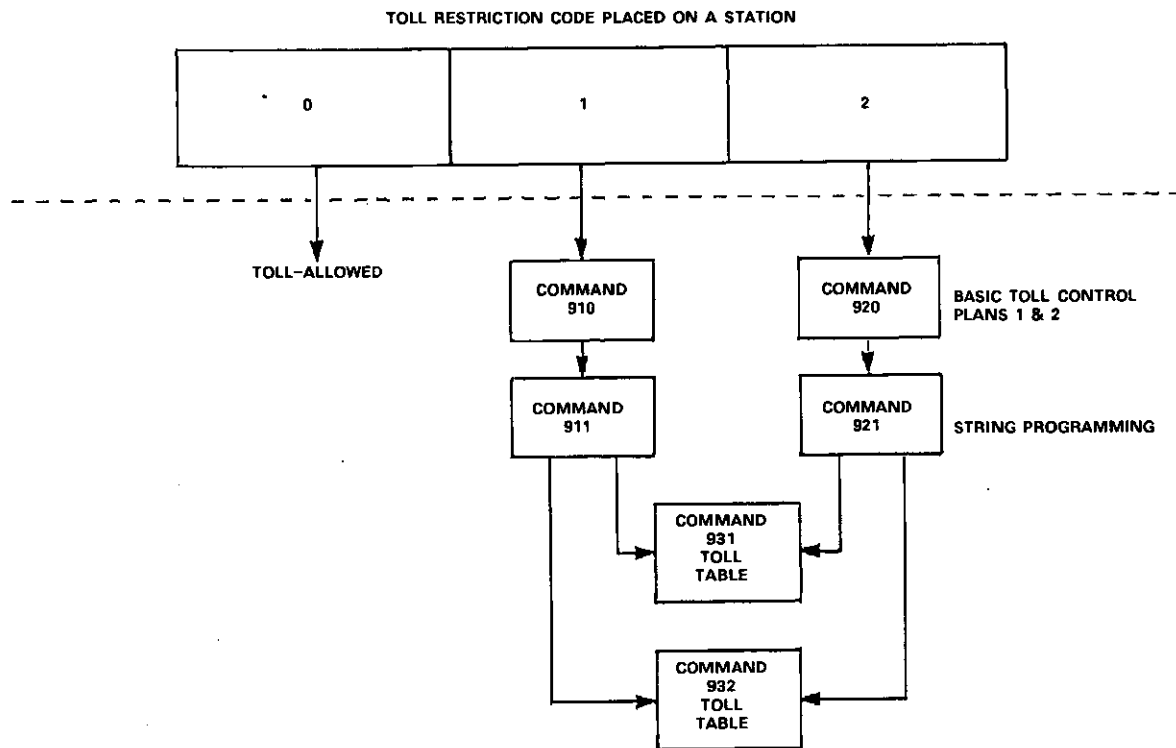 TOLL RESTRICTION CODE PLACED ON A STATION
0
1
2
TOLL-ALLOWED
COMMAND
910
COMMAND
920
BASIC TOLL CONTROL
PLANS 1 & 2
COMMAND
911
COMMAND
921
STRING PROGRAMMING
COMMAND
931
TOLL
TABLE
COMMAND
932
TOLL
TABLE